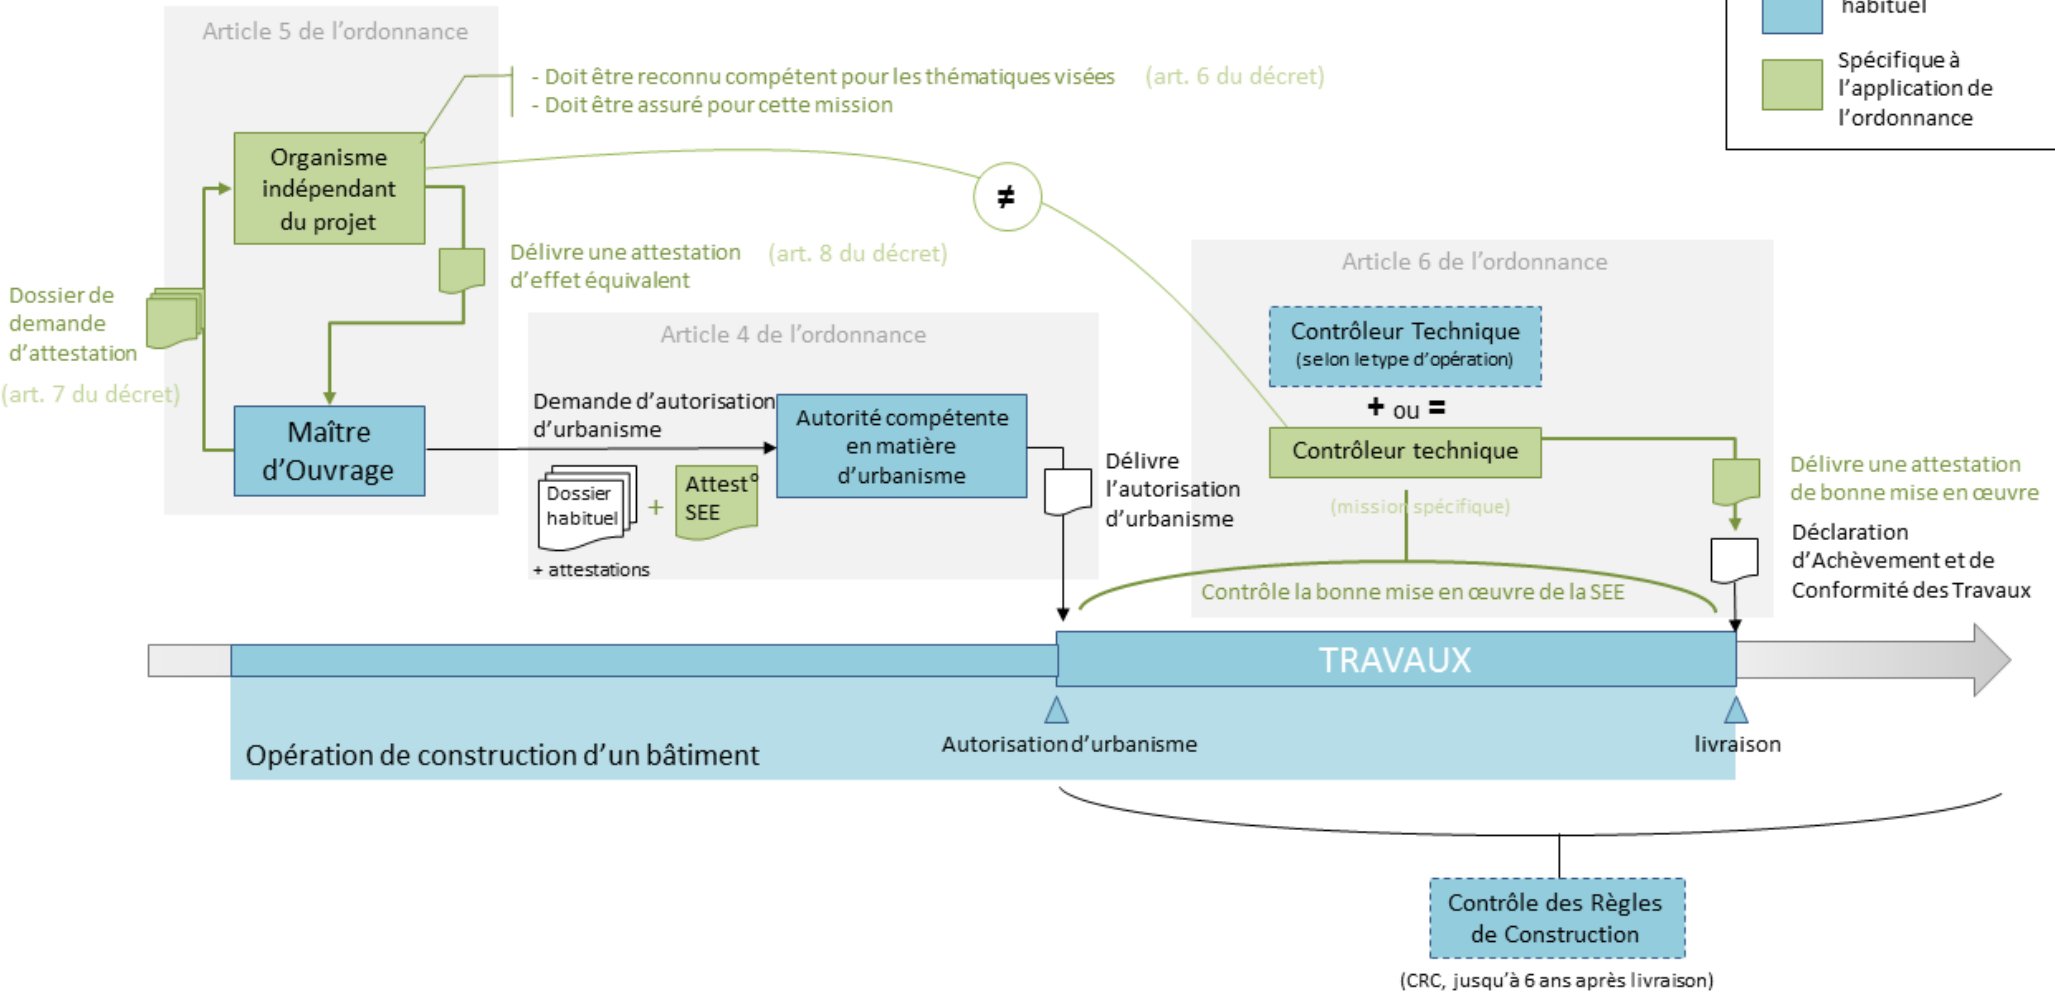 habituel
Spécifique à
l'application de
l'ordonnance
Article 5 de l'ordonnance
- Doit être reconnu compétent pour les thématiques visées (art. 6 du décret)
- Doit être assuré pour cette mission
Organisme
indépendant
du projet
≠
Délivre une attestation (art. 8 du décret)
d'effet équivalent
Dossier de
demande
d'attestation
(art. 7 du décret)
Maître
d'Ouvrage
Article 4 de l'ordonnance
Demande d'autorisation
d'urbanisme
Dossier
habituel
+
Attest°
SEE
+ attestations
Autorité compétente
en matière
d'urbanisme
Délivre
l'autorisation
d'urbanisme
Article 6 de l'ordonnance
Contrôleur Technique
(selon le type d'opération)
+ ou =
Contrôleur technique
(mission spécifique)
Contrôle la bonne mise en œuvre de la SEE
Délivre une attestation
de bonne mise en œuvre
Déclaration
d'Achèvement et de
Conformité des Travaux
TRAVAUX
Opération de construction d'un bâtiment
Autorisation d'urbanisme
livraison
Contrôle des Règles
de Construction
(CRC, jusqu'à 6 ans après livraison)